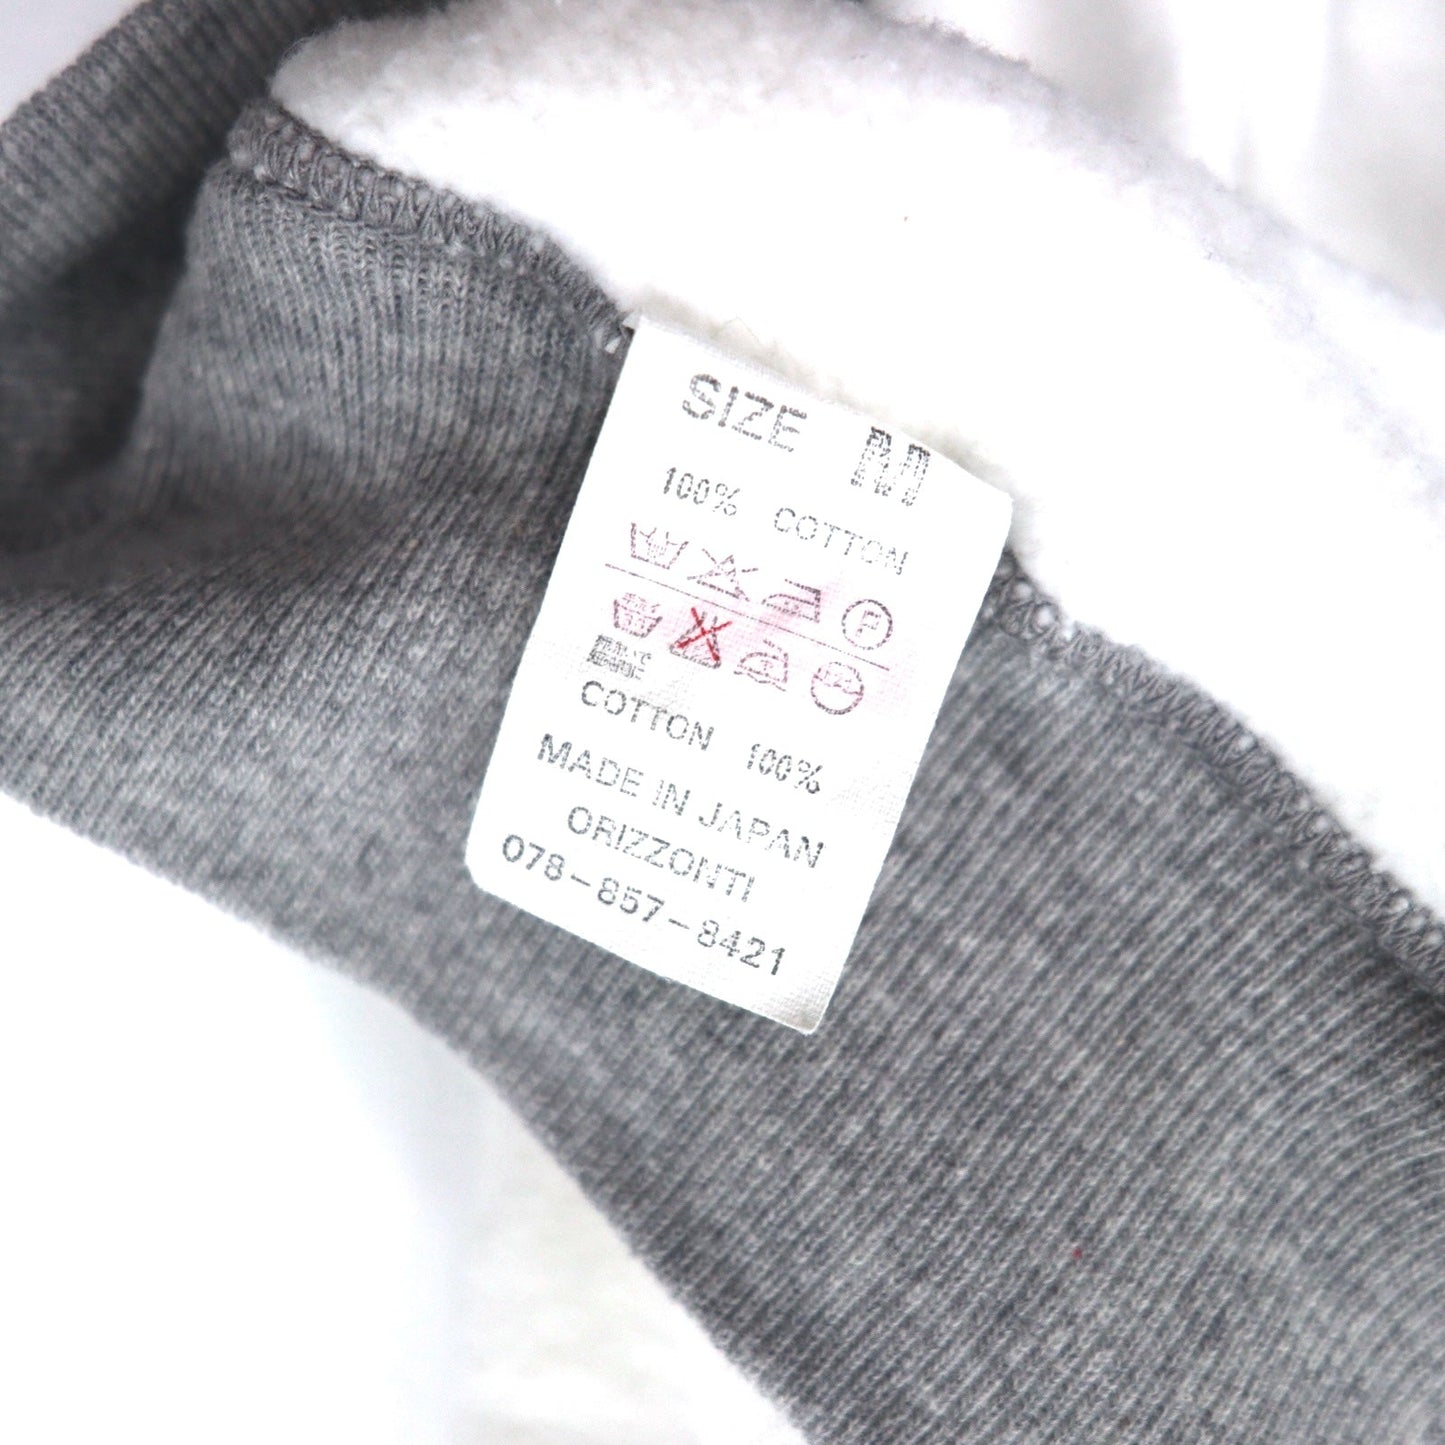 SIZE M
100% COTTON
P
COTTON 100%
MADE IN JAPAN
ORIZZONTI
078-857-8421